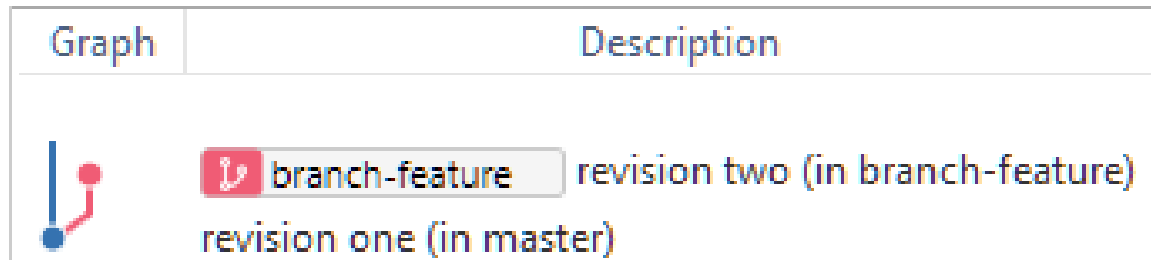 Graph Description
branch-feature revision two (in branch-feature)
revision one (in master)